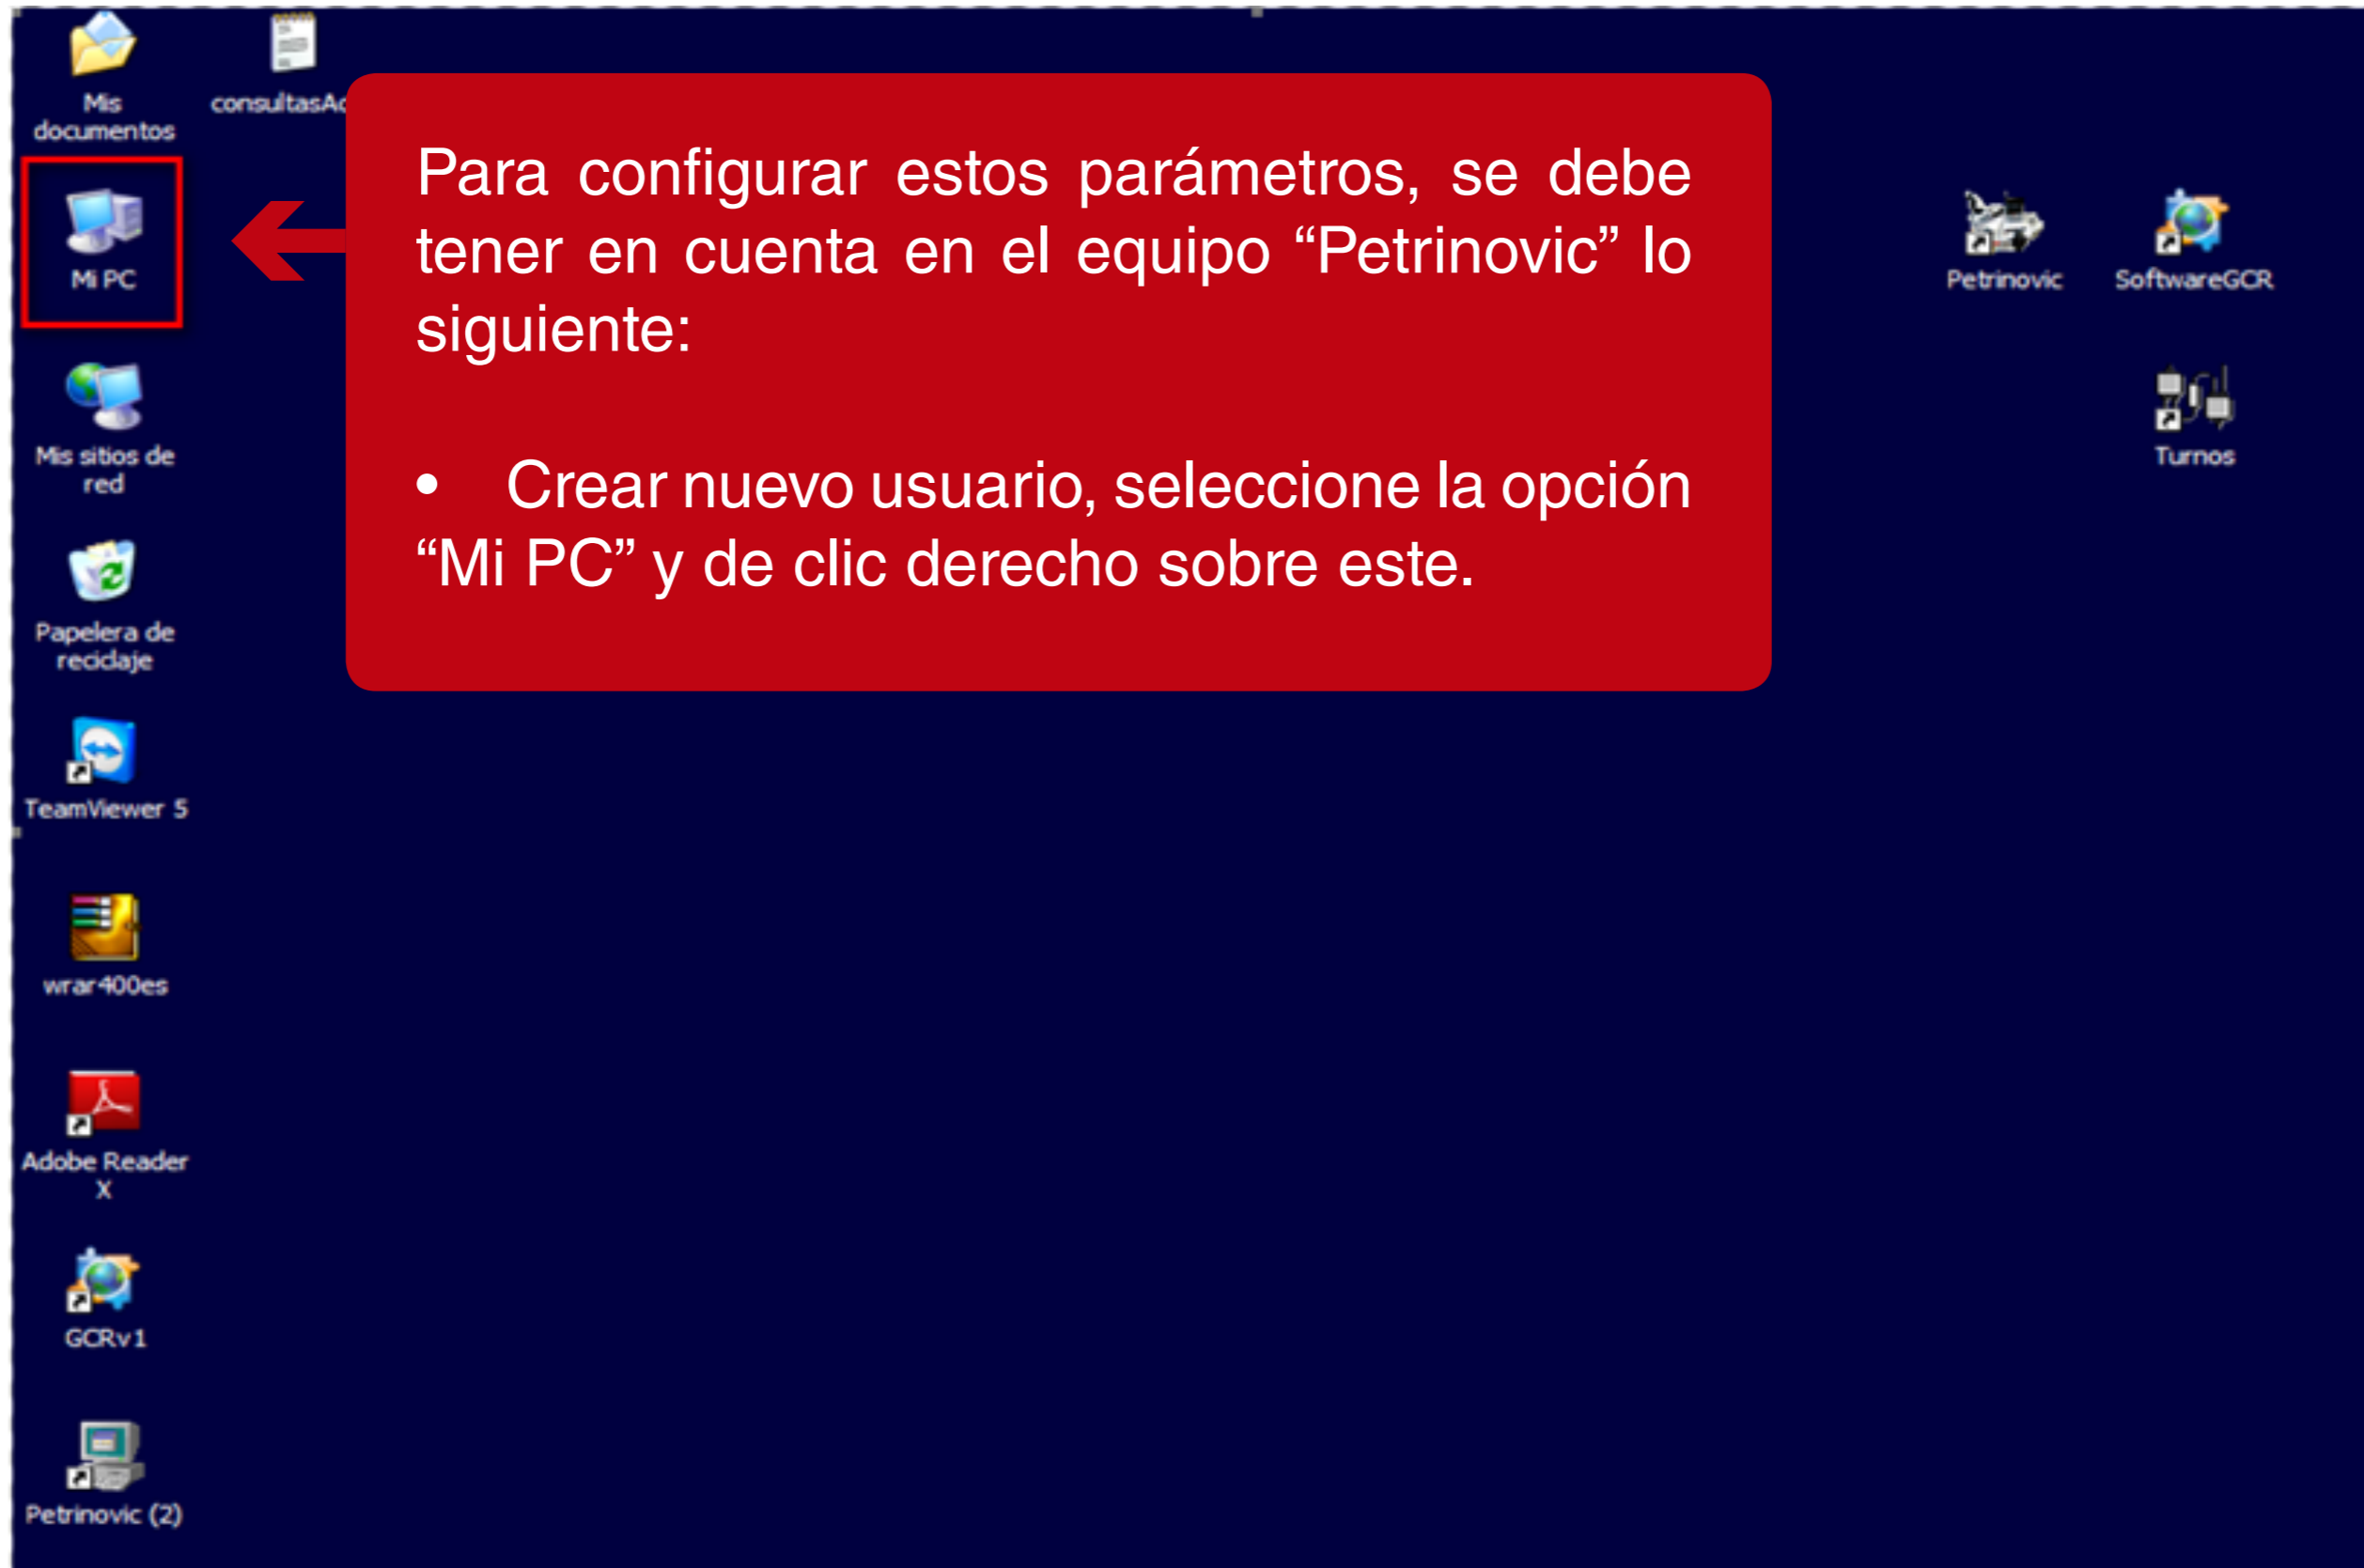 Mis
documentos
consultasAc
Para configurar estos parámetros, se debe
tener en cuenta en el equipo “Petrinovic” lo
siguiente:
• Crear nuevo usuario, seleccione la opción
“Mi PC” y de clic derecho sobre este.
Mi PC
Petrinovic
SoftwareGCR
Mis sitios de
red
Turnos
Papelera de
reciclaje
TeamViewer 5
wrar400es
Adobe Reader
X
GCRv1
Petrinovic (2)